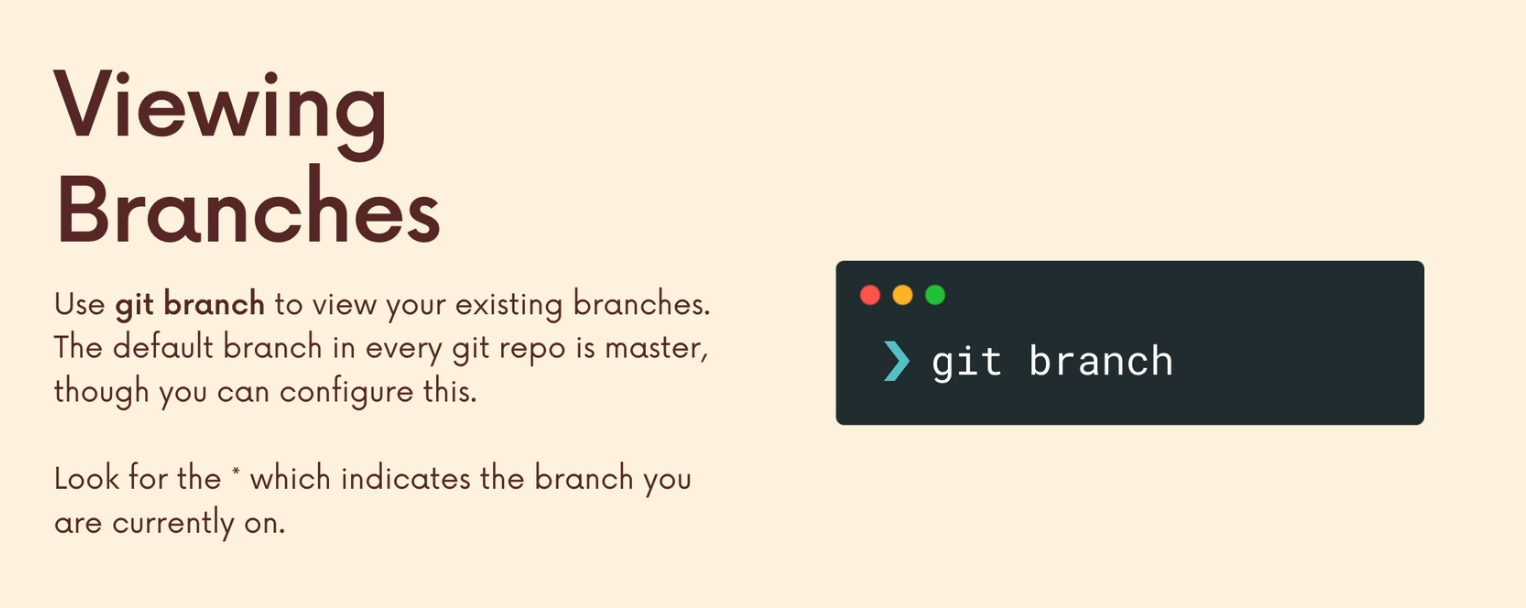 Viewing
Branches
Use git branch to view your existing branches.
The default branch in every git repo is master,
though you can configure this.
Look for the * which indicates the branch you
are currently on.
❯ git branch